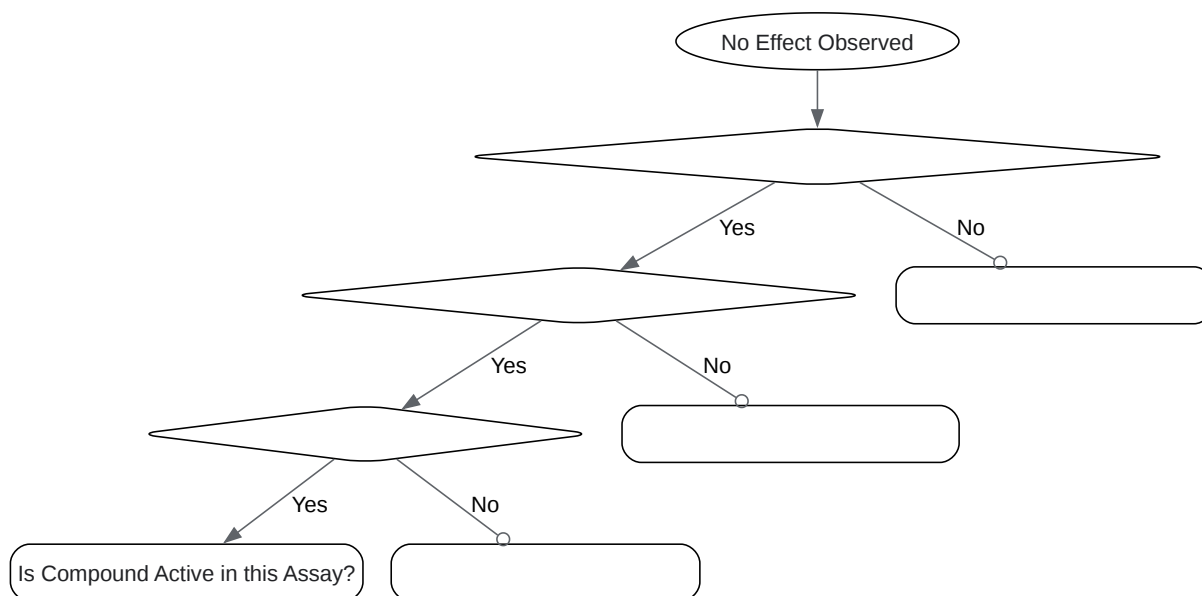 No Effect Observed
Yes
No
Yes
No
Yes
No
Is Compound Active in this Assay?